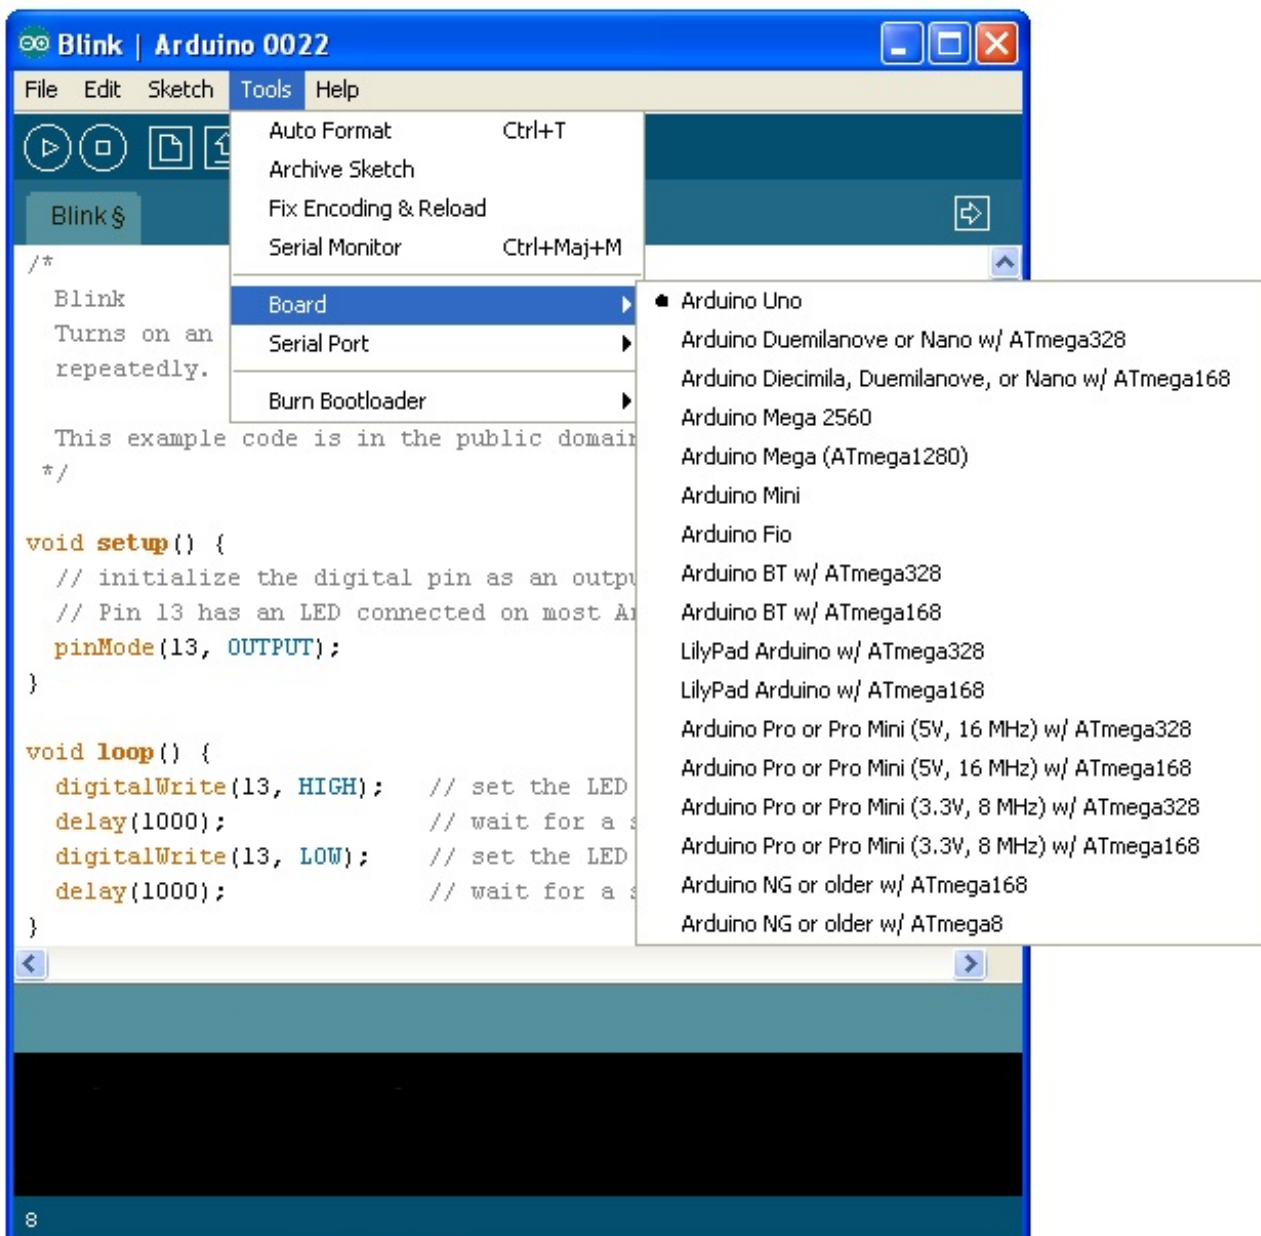 Blink | Arduino 0022
File Edit Sketch Tools Help
Auto Format Ctrl+T
Archive Sketch
Fix Encoding & Reload
Serial Monitor Ctrl+Maj+M
Board
Serial Port
Burn Bootloader
Arduino Uno
Arduino Duemilanove or Nano w/ ATmega328
Arduino Diecimila, Duemilanove, or Nano w/ ATmega168
Arduino Mega 2560
Arduino Mega (ATmega1280)
Arduino Mini
Arduino Fio
Arduino BT w/ ATmega328
Arduino BT w/ ATmega168
LilyPad Arduino w/ ATmega328
LilyPad Arduino w/ ATmega168
Arduino Pro or Pro Mini (5V, 16 MHz) w/ ATmega328
Arduino Pro or Pro Mini (5V, 16 MHz) w/ ATmega168
Arduino Pro or Pro Mini (3.3V, 8 MHz) w/ ATmega328
Arduino Pro or Pro Mini (3.3V, 8 MHz) w/ ATmega168
Arduino NG or older w/ ATmega168
Arduino NG or older w/ ATmega8
Blink §
/*
Blink
Turns on an
repeatedly.
This example code is in the public domain
*/
void setup() {
// initialize the digital pin as an outpu
// Pin 13 has an LED connected on most A
pinMode(13, OUTPUT);
}
void loop() {
digitalWrite(13, HIGH); // set the LED
delay(1000); // wait for a s
digitalWrite(13, LOW); // set the LED
delay(1000); // wait for a s
}
8